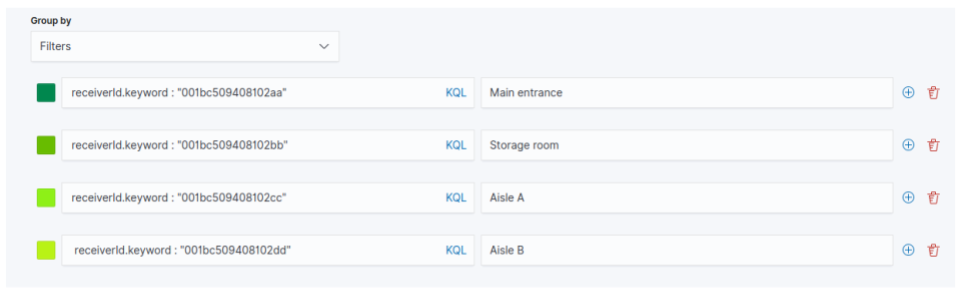 Group by
Filters
receiverId.keyword : "001bc509408102aa" KQL Main entrance
receiverId.keyword : "001bc509408102bb" KQL Storage room
receiverId.keyword : "001bc509408102cc" KQL Aisle A
receiverId.keyword : "001bc509408102dd" KQL Aisle B